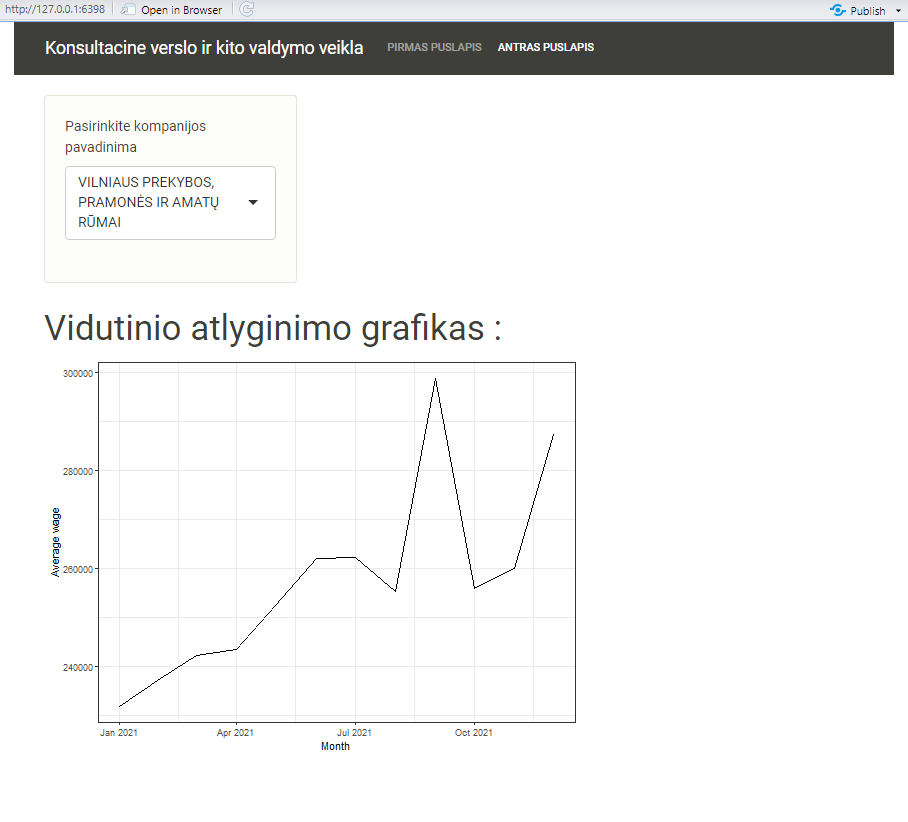 http://127.0.0.1:6398 Open in Browser Publish
Konsultacine verslo ir kito valdymo veikla PIRMAS PUSLAPIS ANTRAS PUSLAPIS
Pasirinkite kompanijos
pavadinima
VILNIAUS PREKYBOS,
PRAMONĖS IR AMATŲ
RŪMAI
Vidutinio atlyginimo grafikas :
300000
280000
260000
240000
Average wage
Jan 2021 Apr 2021 Jul 2021 Oct 2021
Month